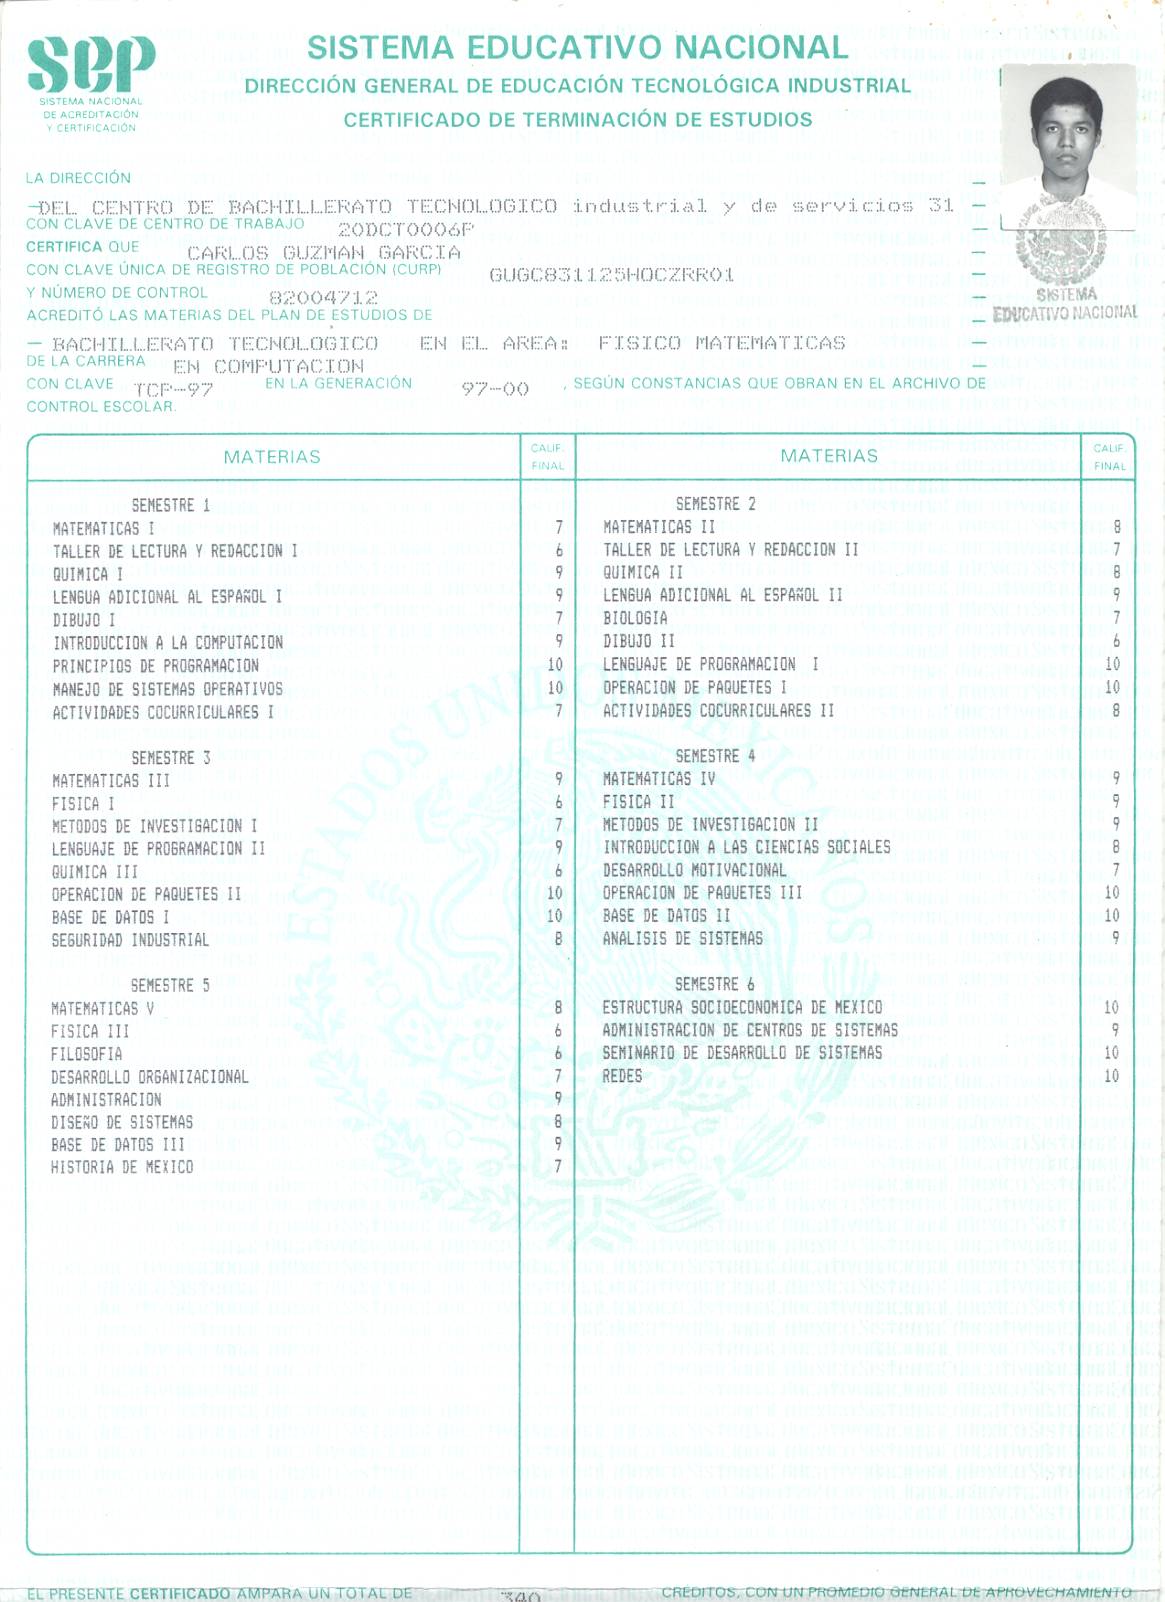 SEP
SISTEMA NACIONAL
DE ACREDITACIÓN
Y CERTIFICACIÓN
SISTEMA EDUCATIVO NACIONAL
DIRECCIÓN GENERAL DE EDUCACIÓN TECNOLÓGICA INDUSTRIAL
CERTIFICADO DE TERMINACIÓN DE ESTUDIOS
LA DIRECCIÓN
DEL CENTRO DE BACHILLERATO TECNOLOGICO industrial y de servicios 31
CON CLAVE DE CENTRO DE TRABAJO 20DCT0006P
CERTIFICA QUE CARLOS GUZMAN GARCIA
CON CLAVE ÚNICA DE REGISTRO DE POBLACIÓN (CURP) GUGC831125HOCZRR01
Y NÚMERO DE CONTROL 82004712
ACREDITÓ LAS MATERIAS DEL PLAN DE ESTUDIOS DE
BACHILLERATO TECNOLOGICO EN EL AREA: FISICO MATEMATICAS
DE LA CARRERA EN COMPUTACION
CON CLAVE TCP-97 EN LA GENERACIÓN 97-00 , SEGÚN CONSTANCIAS QUE OBRAN EN EL ARCHIVO DE
CONTROL ESCOLAR.
SISTEMA
EDUCATIVO NACIONAL
MATERIAS CALIF. FINAL MATERIAS CALIF. FINAL
SEMESTRE 1
MATEMATICAS I 7
TALLER DE LECTURA Y REDACCION I 6
QUIMICA I 9
LENGUA ADICIONAL AL ESPAÑOL I 9
DIBUJO I 7
INTRODUCCION A LA COMPUTACION 9
PRINCIPIOS DE PROGRAMACION 10
MANEJO DE SISTEMAS OPERATIVOS 10
ACTIVIDADES COCURRICULARES I 7
SEMESTRE 3
MATEMATICAS III 9
FISICA I 6
METODOS DE INVESTIGACION I 7
LENGUAJE DE PROGRAMACION II 9
QUIMICA III 6
OPERACION DE PAQUETES II 10
BASE DE DATOS I 10
SEGURIDAD INDUSTRIAL 8
SEMESTRE 5
MATEMATICAS V 8
FISICA III 6
FILOSOFIA 6
DESARROLLO ORGANIZACIONAL 7
ADMINISTRACION 9
DISEÑO DE SISTEMAS 8
BASE DE DATOS III 9
HISTORIA DE MEXICO 7
SEMESTRE 2
MATEMATICAS II 8
TALLER DE LECTURA Y REDACCION II 7
QUIMICA II 8
LENGUA ADICIONAL AL ESPAÑOL II 9
BIOLOGIA 7
DIBUJO II 6
LENGUAJE DE PROGRAMACION I 10
OPERACION DE PAQUETES I 10
ACTIVIDADES COCURRICULARES II 8
SEMESTRE 4
MATEMATICAS IV 9
FISICA II 9
METODOS DE INVESTIGACION II 9
INTRODUCCION A LAS CIENCIAS SOCIALES 8
DESARROLLO MOTIVACIONAL 7
OPERACION DE PAQUETES III 10
BASE DE DATOS II 10
ANALISIS DE SISTEMAS 9
SEMESTRE 6
ESTRUCTURA SOCIOECONOMICA DE MEXICO 10
ADMINISTRACION DE CENTROS DE SISTEMAS 9
SEMINARIO DE DESARROLLO DE SISTEMAS 10
REDES 10
ESTADOS UNIDOS MEXICANOS
EL PRESENTE CERTIFICADO AMPARA UN TOTAL DE 340 CRÉDITOS, CON UN PROMEDIO GENERAL DE APROVECHAMIENTO